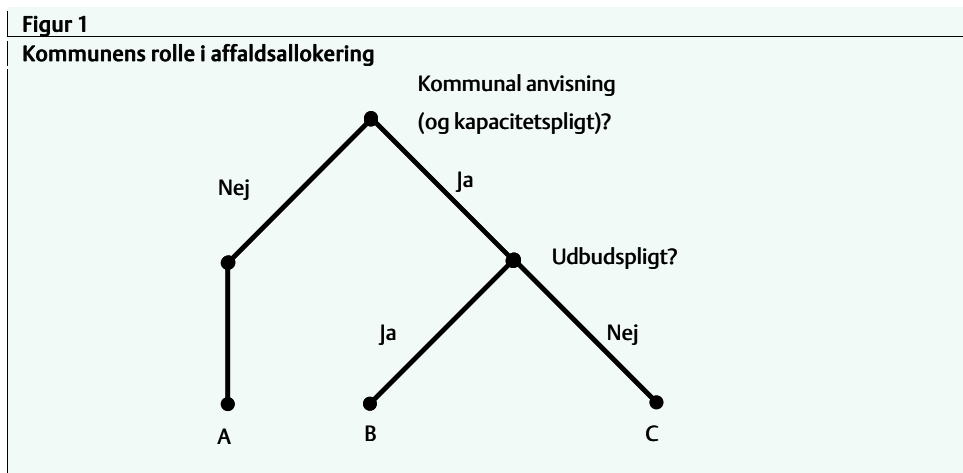 Figur 1
Kommunens rolle i affaldsallokering
Kommunal anvisning
(og kapacitetspligt)?
Nej
Ja
Udbudspligt?
Ja
Nej
A
B
C